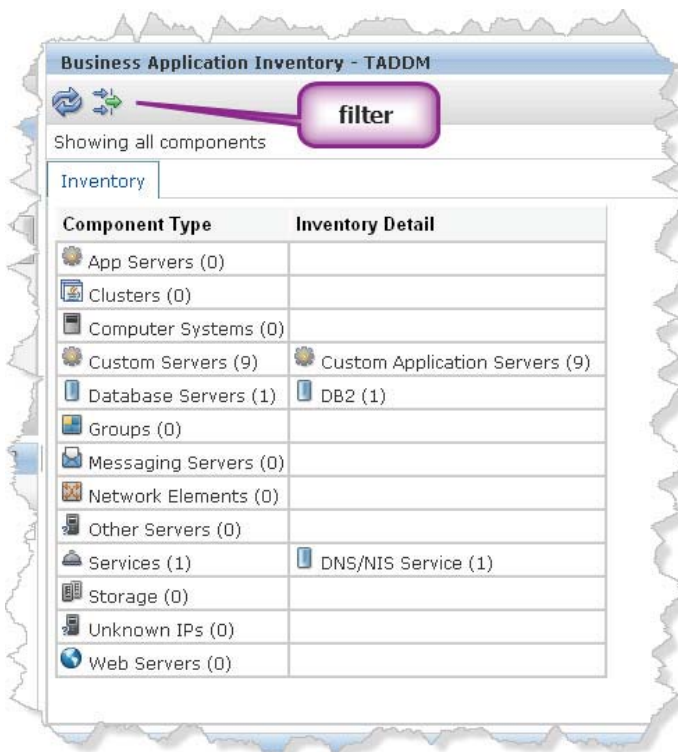 Business Application Inventory - TADDM
filter
Showing all components
Inventory
Component Type Inventory Detail
App Servers (0)
Clusters (0)
Computer Systems (0)
Custom Servers (9) Custom Application Servers (9)
Database Servers (1) DB2 (1)
Groups (0)
Messaging Servers (0)
Network Elements (0)
Other Servers (0)
Services (1) DNS/NIS Service (1)
Storage (0)
Unknown IPs (0)
Web Servers (0)